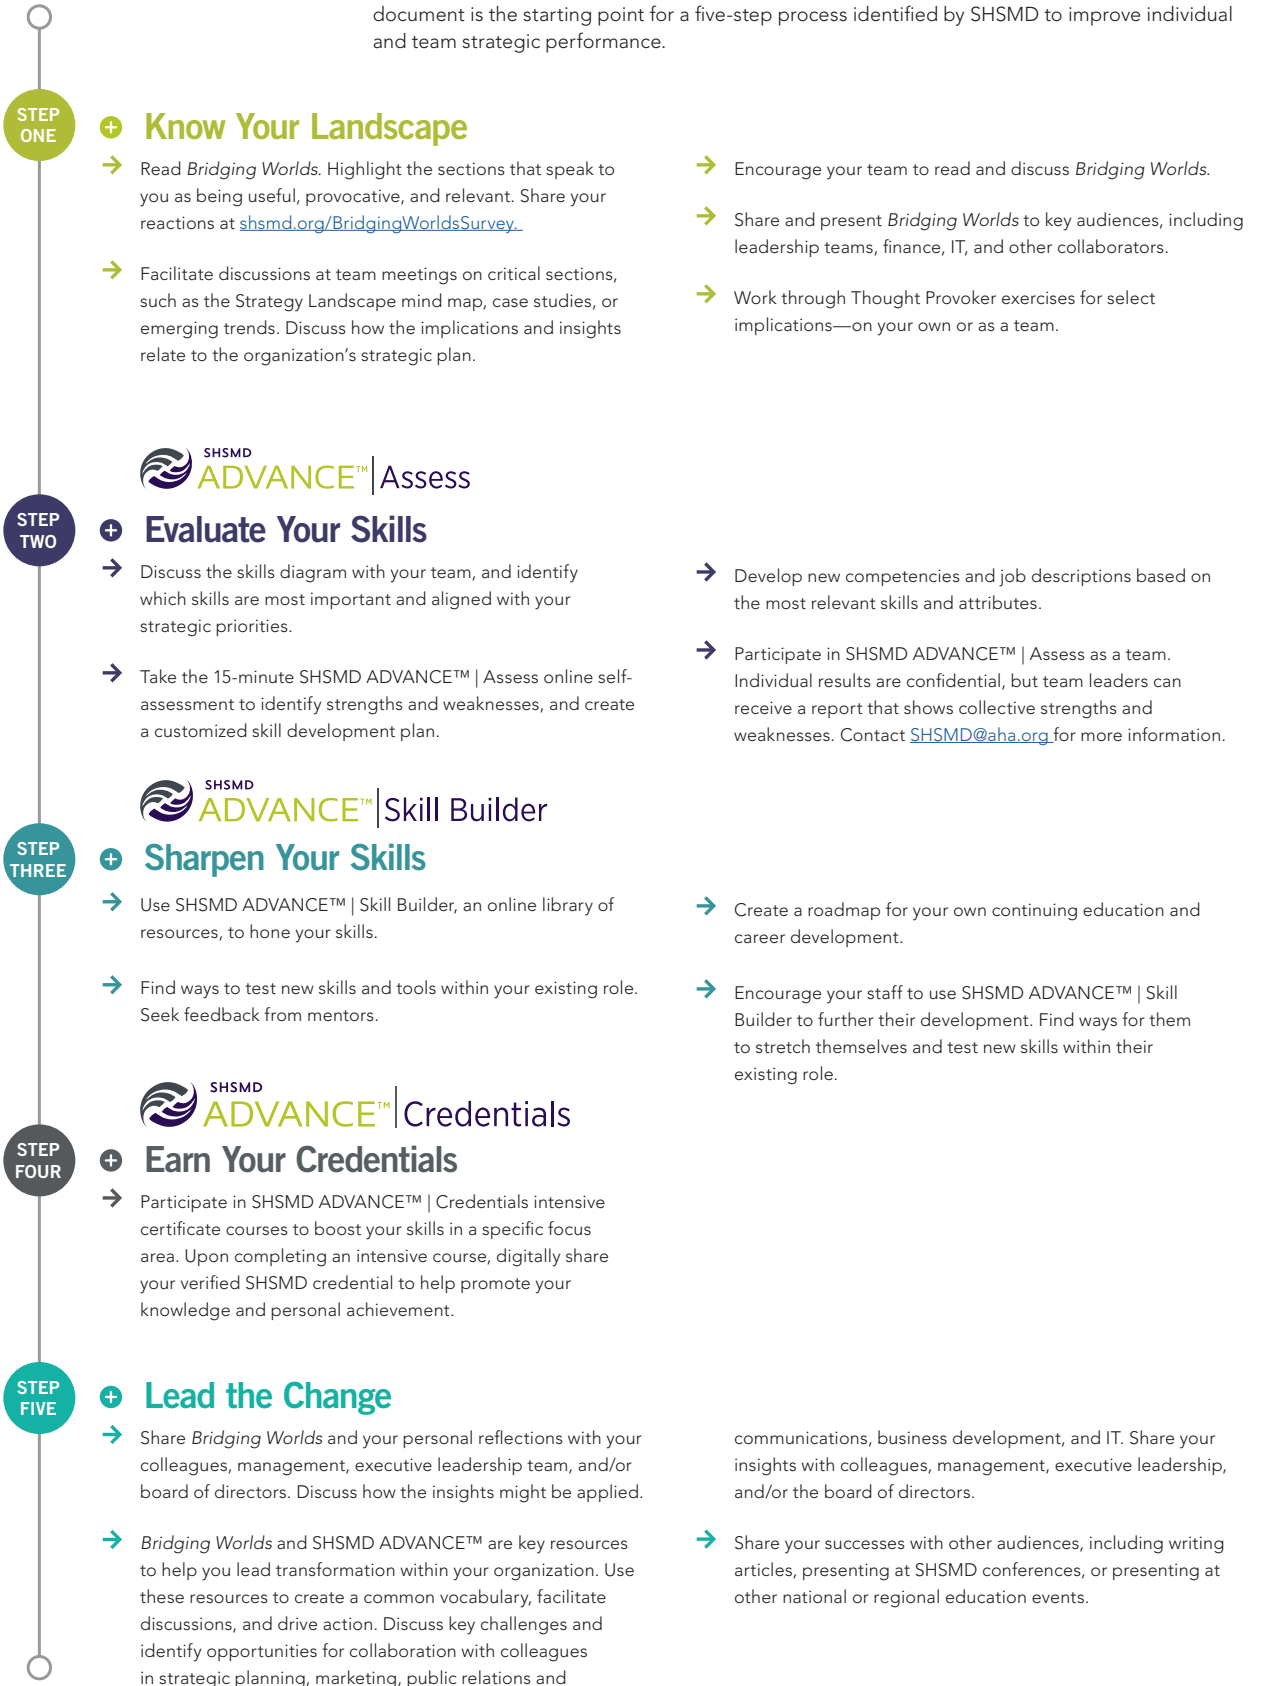 document is the starting point for a five-step process identified by SHSMD to improve individual
and team strategic performance.
STEP
ONE
Know Your Landscape
Read Bridging Worlds. Highlight the sections that speak to
you as being useful, provocative, and relevant. Share your
reactions at shsmd.org/BridgingWorldsSurvey.
Facilitate discussions at team meetings on critical sections,
such as the Strategy Landscape mind map, case studies, or
emerging trends. Discuss how the implications and insights
relate to the organization's strategic plan.
Encourage your team to read and discuss Bridging Worlds.
Share and present Bridging Worlds to key audiences, including
leadership teams, finance, IT, and other collaborators.
Work through Thought Provoker exercises for select
implications—on your own or as a team.
SHSMD
ADVANCE™ | Assess
STEP
TWO
Evaluate Your Skills
Discuss the skills diagram with your team, and identify
which skills are most important and aligned with your
strategic priorities.
Take the 15-minute SHSMD ADVANCE™ | Assess online self-
assessment to identify strengths and weaknesses, and create
a customized skill development plan.
Develop new competencies and job descriptions based on
the most relevant skills and attributes.
Participate in SHSMD ADVANCE™ | Assess as a team.
Individual results are confidential, but team leaders can
receive a report that shows collective strengths and
weaknesses. Contact SHSMD@aha.org for more information.
SHSMD
ADVANCE™ | Skill Builder
STEP
THREE
Sharpen Your Skills
Use SHSMD ADVANCE™ | Skill Builder, an online library of
resources, to hone your skills.
Find ways to test new skills and tools within your existing role.
Seek feedback from mentors.
Create a roadmap for your own continuing education and
career development.
Encourage your staff to use SHSMD ADVANCE™ | Skill
Builder to further their development. Find ways for them
to stretch themselves and test new skills within their
existing role.
SHSMD
ADVANCE™ | Credentials
STEP
FOUR
Earn Your Credentials
Participate in SHSMD ADVANCE™ | Credentials intensive
certificate courses to boost your skills in a specific focus
area. Upon completing an intensive course, digitally share
your verified SHSMD credential to help promote your
knowledge and personal achievement.
STEP
FIVE
Lead the Change
Share Bridging Worlds and your personal reflections with your
colleagues, management, executive leadership team, and/or
board of directors. Discuss how the insights might be applied.
Bridging Worlds and SHSMD ADVANCE™ are key resources
to help you lead transformation within your organization. Use
these resources to create a common vocabulary, facilitate
discussions, and drive action. Discuss key challenges and
identify opportunities for collaboration with colleagues
in strategic planning, marketing, public relations and
communications, business development, and IT. Share your
insights with colleagues, management, executive leadership,
and/or the board of directors.
Share your successes with other audiences, including writing
articles, presenting at SHSMD conferences, or presenting at
other national or regional education events.